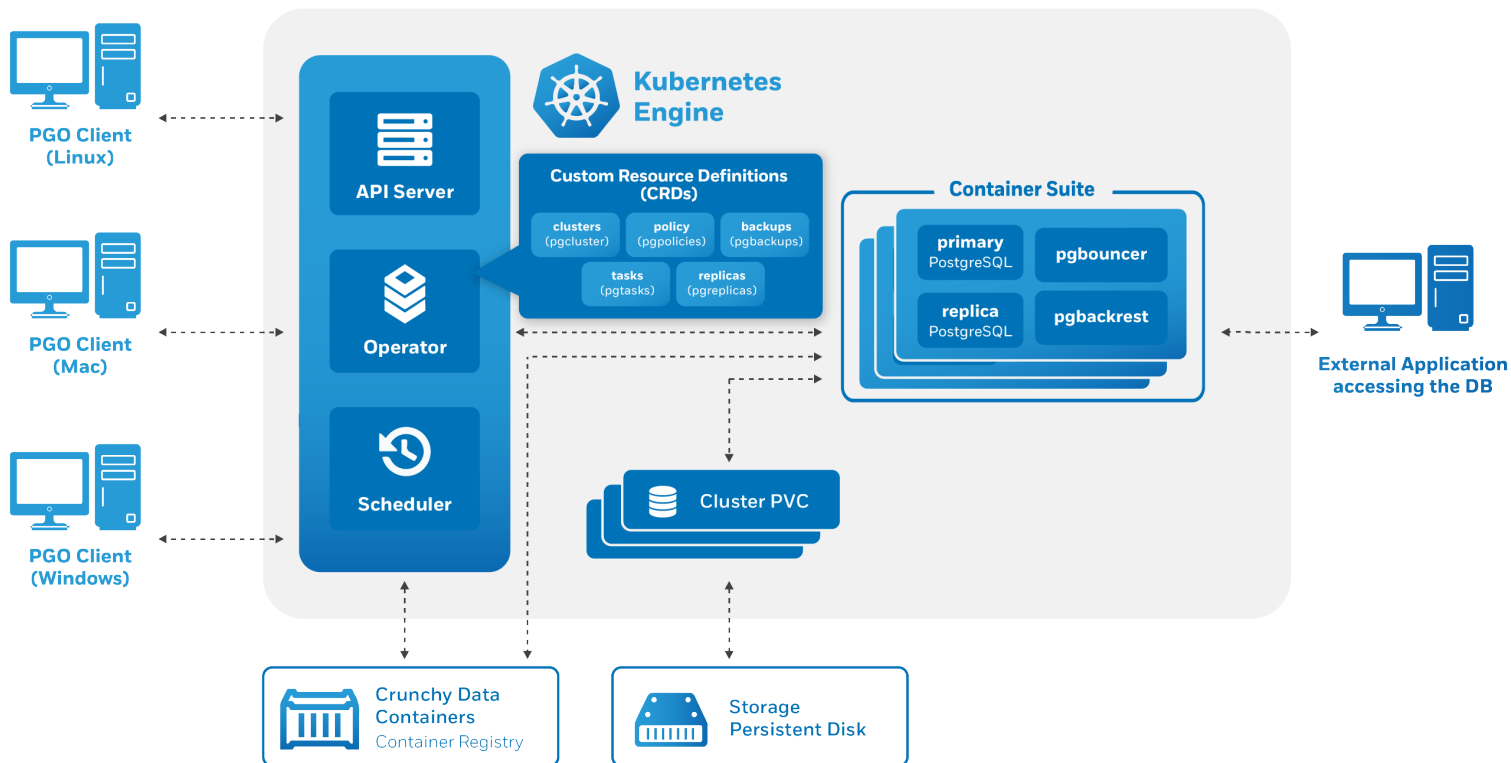 PGO Client
(Linux)
PGO Client
(Mac)
PGO Client
(Windows)
API Server
Operator
Scheduler
Kubernetes
Engine
Custom Resource Definitions
(CRDs)
clusters
(pgcluster)
policy
(pgpolicies)
backups
(pgbackups)
tasks
(pgtasks)
replicas
(pgreplicas)
Container Suite
primary
PostgreSQL
pgbouncer
replica
PostgreSQL
pgbackrest
External Application
accessing the DB
Cluster PVC
Crunchy Data
Containers
Container Registry
Storage
Persistent Disk